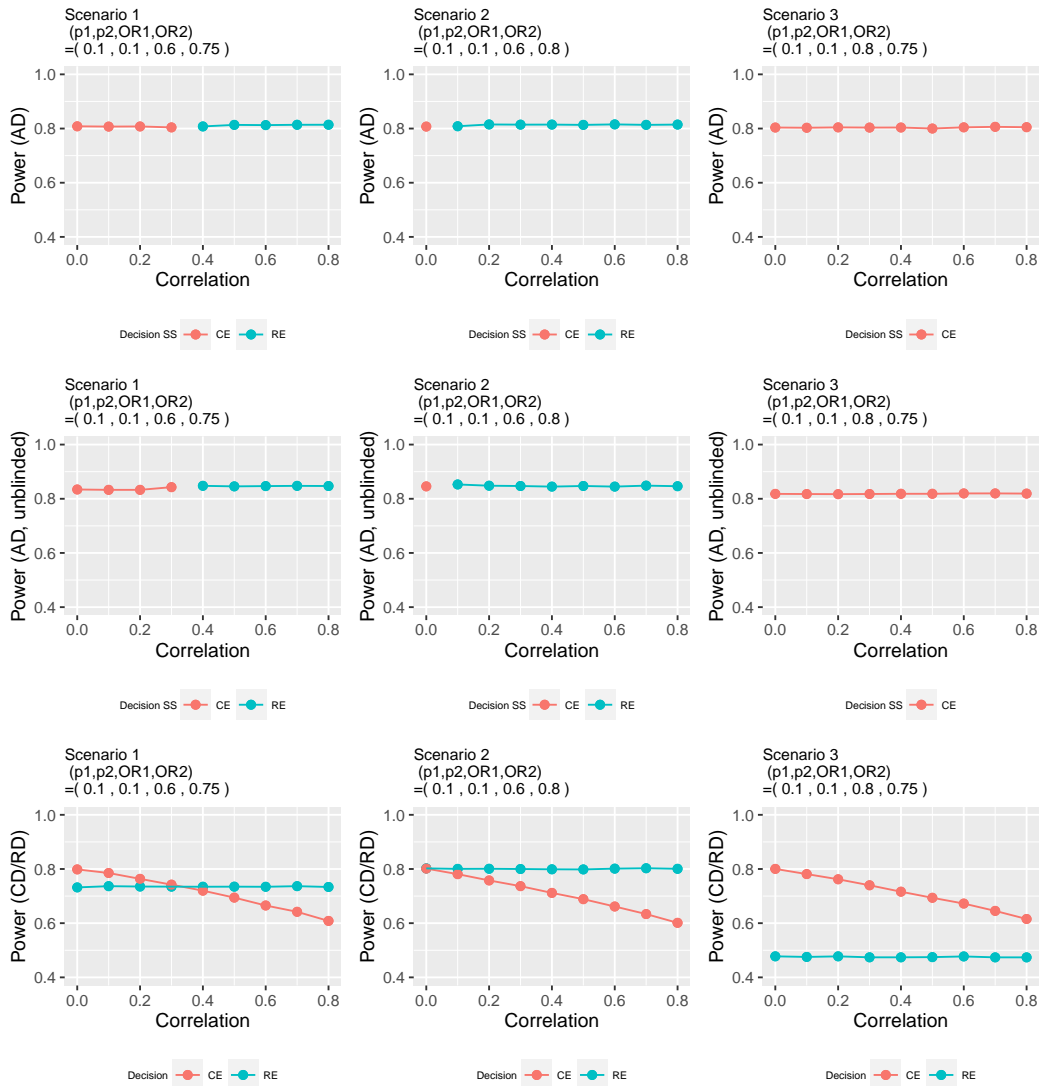 Scenario 1
(p1,p2,OR1,OR2)
=( 0.1 , 0.1 , 0.6 , 0.75 )
1.0
0.8
0.6
0.4
Power (AD)
0.0 0.2 0.4 0.6 0.8
Correlation
Decision SS CE RE
Scenario 2
(p1,p2,OR1,OR2)
=( 0.1 , 0.1 , 0.6 , 0.8 )
1.0
0.8
0.6
0.4
Power (AD)
0.0 0.2 0.4 0.6 0.8
Correlation
Decision SS CE RE
Scenario 3
(p1,p2,OR1,OR2)
=( 0.1 , 0.1 , 0.8 , 0.75 )
1.0
0.8
0.6
0.4
Power (AD)
0.0 0.2 0.4 0.6 0.8
Correlation
Decision SS CE
Scenario 1
(p1,p2,OR1,OR2)
=( 0.1 , 0.1 , 0.6 , 0.75 )
1.0
0.8
0.6
0.4
Power (AD, unblinded)
0.0 0.2 0.4 0.6 0.8
Correlation
Decision SS CE RE
Scenario 2
(p1,p2,OR1,OR2)
=( 0.1 , 0.1 , 0.6 , 0.8 )
1.0
0.8
0.6
0.4
Power (AD, unblinded)
0.0 0.2 0.4 0.6 0.8
Correlation
Decision SS CE RE
Scenario 3
(p1,p2,OR1,OR2)
=( 0.1 , 0.1 , 0.8 , 0.75 )
1.0
0.8
0.6
0.4
Power (AD, unblinded)
0.0 0.2 0.4 0.6 0.8
Correlation
Decision SS CE
Scenario 1
(p1,p2,OR1,OR2)
=( 0.1 , 0.1 , 0.6 , 0.75 )
1.0
0.8
0.6
0.4
Power (CD/RD)
0.0 0.2 0.4 0.6 0.8
Correlation
Decision CE RE
Scenario 2
(p1,p2,OR1,OR2)
=( 0.1 , 0.1 , 0.6 , 0.8 )
1.0
0.8
0.6
0.4
Power (CD/RD)
0.0 0.2 0.4 0.6 0.8
Correlation
Decision CE RE
Scenario 3
(p1,p2,OR1,OR2)
=( 0.1 , 0.1 , 0.8 , 0.75 )
1.0
0.8
0.6
0.4
Power (CD/RD)
0.0 0.2 0.4 0.6 0.8
Correlation
Decision CE RE